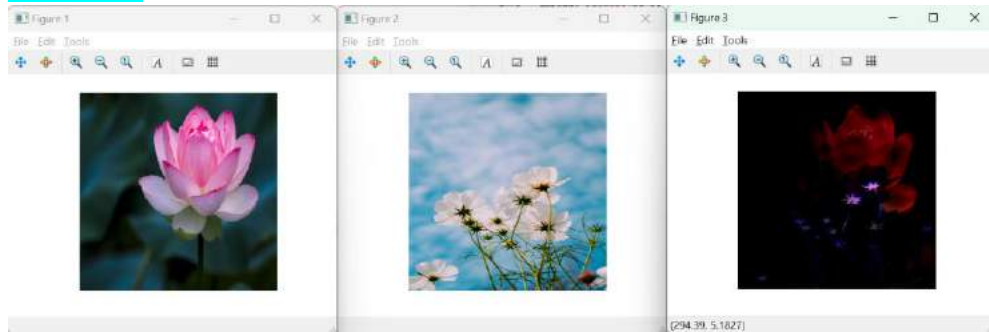 Figure 1
File Edit Tools
A
Figure 2
File Edit Tools
A
Figure 3
File Edit Tools
A
(294.39, 5.1827)